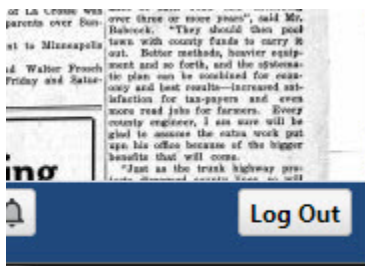 of La Crosse was
parents over Sun-
st to Minneapolis
d Walter Frosch
Friday and Satur-
over three or more years", said Mr.
Babcock. "They should then pool
town with county funds to carry it
out. Better methods, heavier equip-
ment and so forth, and the systema-
tic plan can be combined for econ-
omy and best results—increased sat-
isfaction for tax-payers and even
more road jobs for farmers. Every
county engineer, I am sure will be
glad to assume the extra work put
upn his office because of the bigger
benefits that will come.
"Just as the trunk highway pro-
ing
Log Out